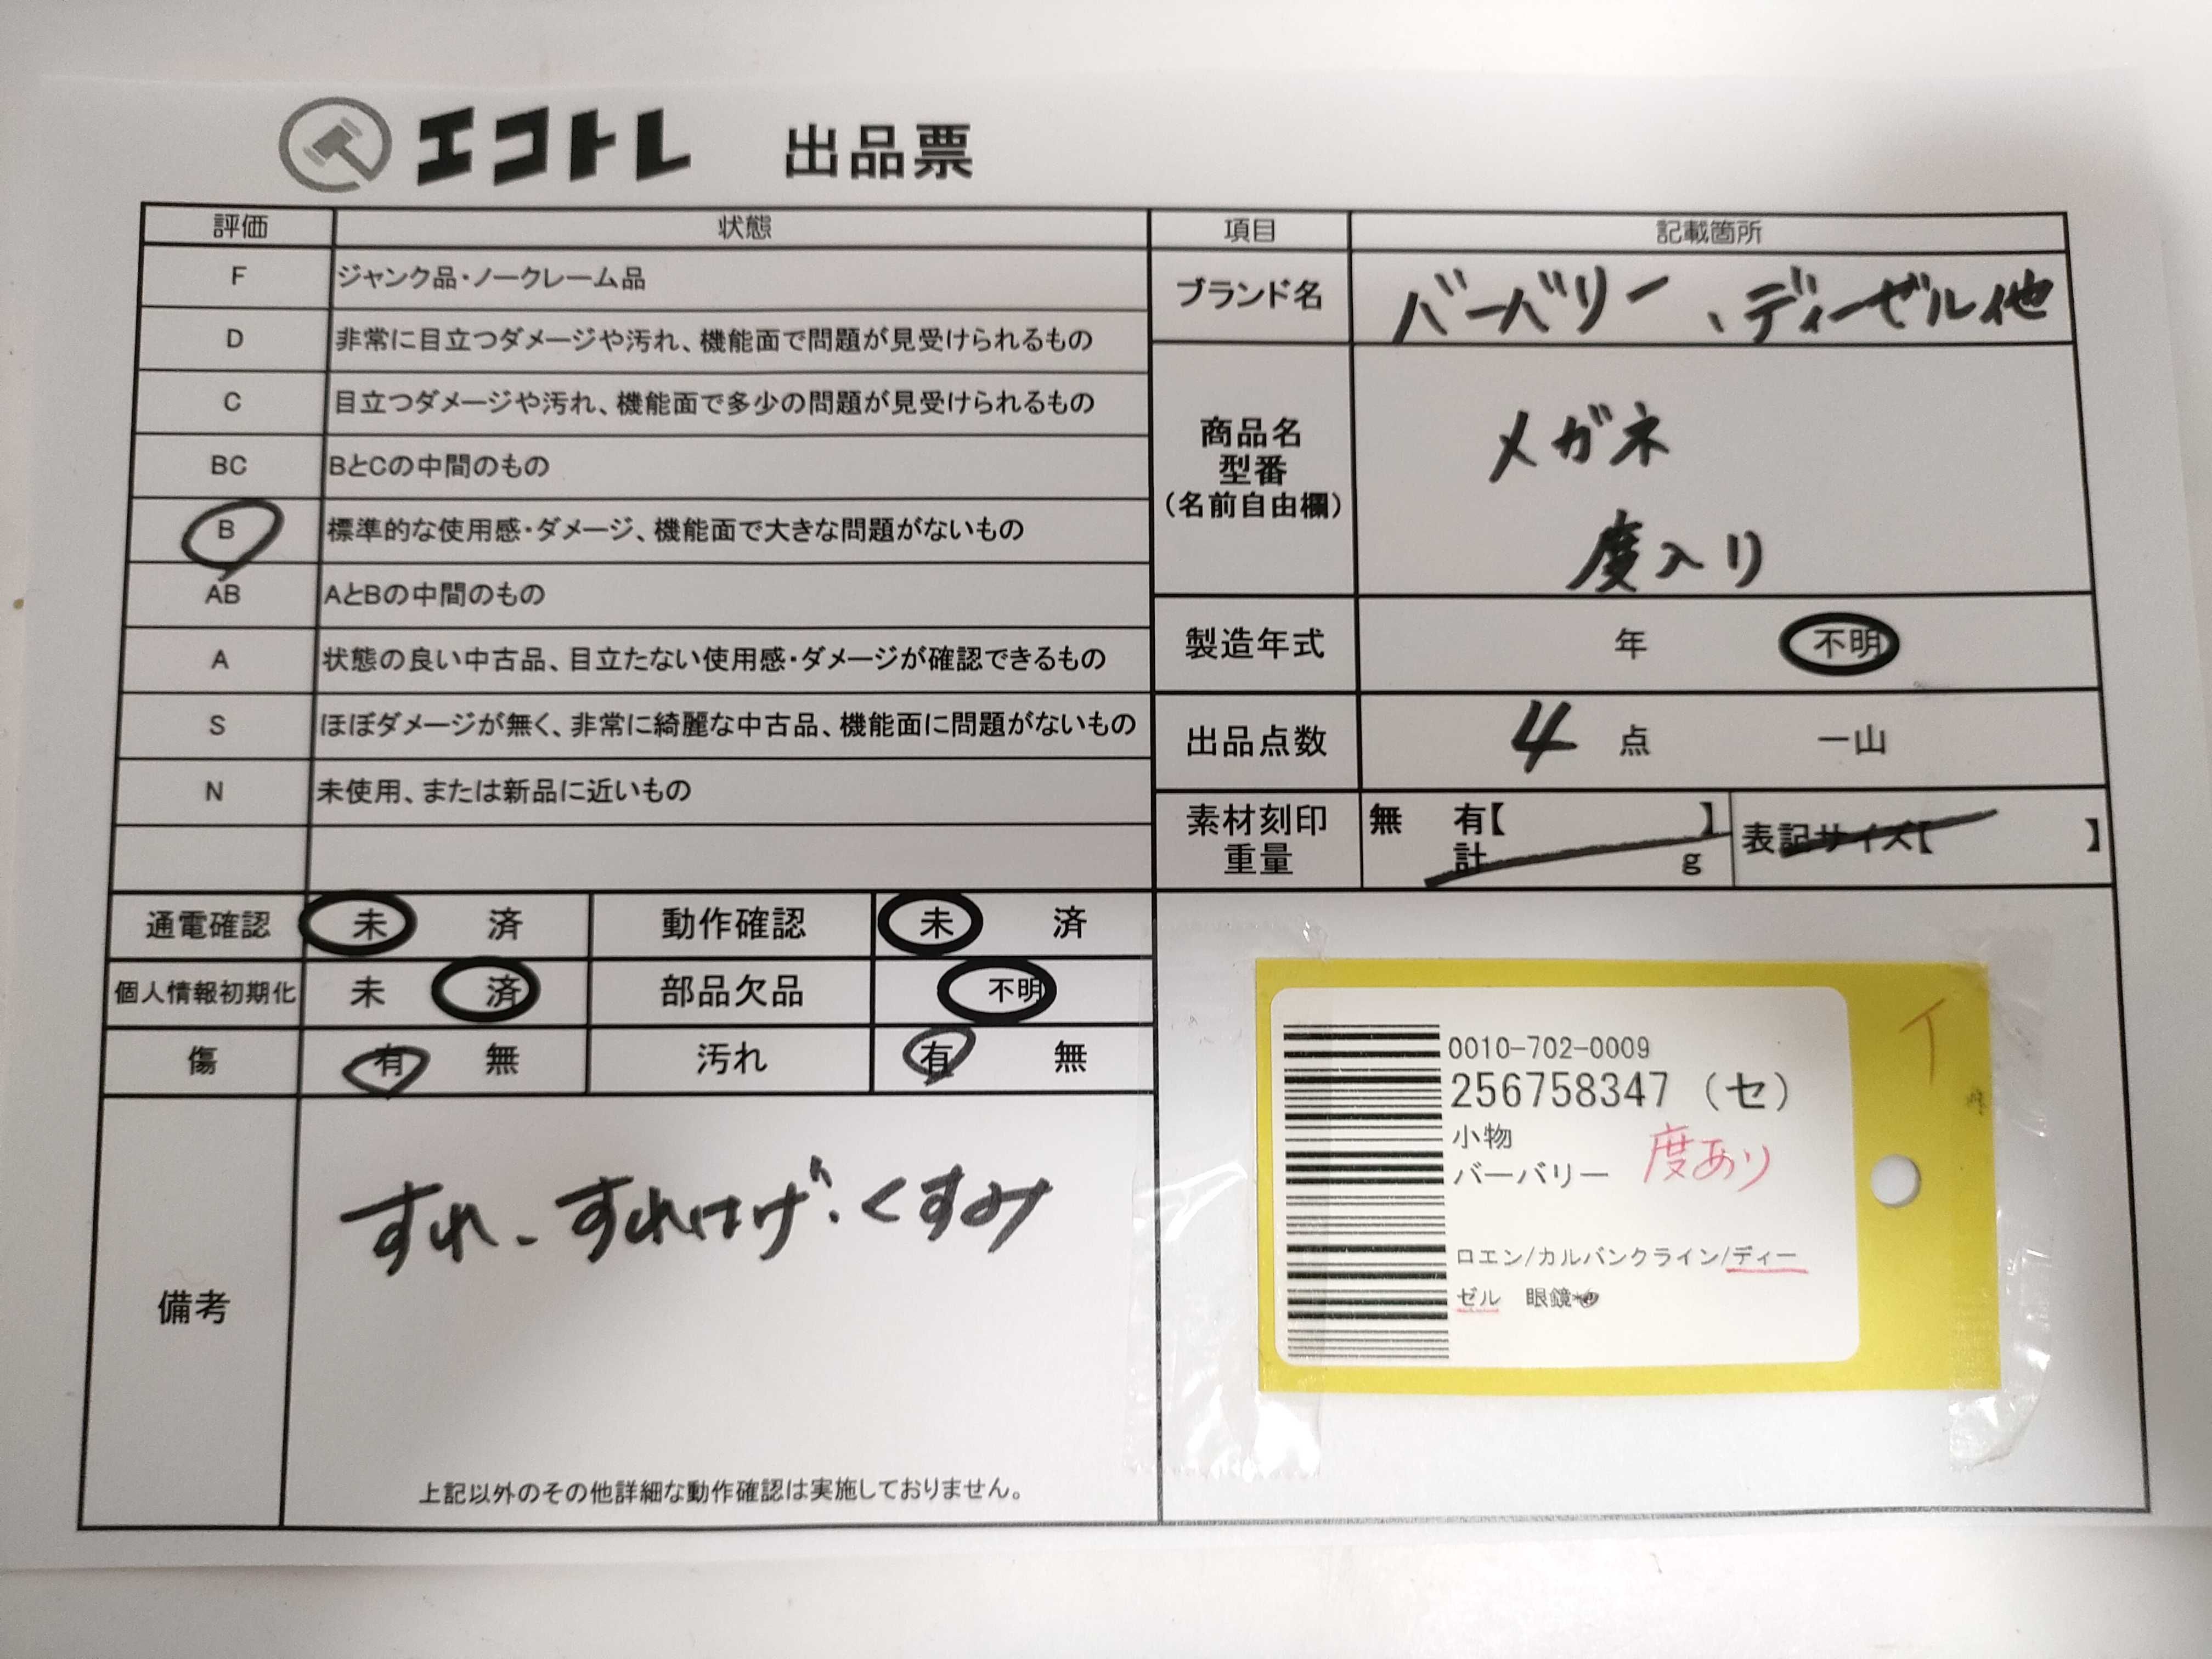 エコトレ 出品票
評価 状態
F ジャンク品・ノークレーム品
D 非常に目立つダメージや汚れ、機能面で問題が見受けられるもの
C 目立つダメージや汚れ、機能面で多少の問題が見受けられるもの
BC BとCの中間のもの
B 標準的な使用感・ダメージ、機能面で大きな問題がないもの
AB AとBの中間のもの
A 状態の良い中古品、目立たない使用感・ダメージが確認できるもの
S ほぼダメージが無く、非常に綺麗な中古品、機能面に問題がないもの
N 未使用、または新品に近いもの
通電確認 未 済 動作確認 未 済
個人情報初期化 未 済 部品欠品 不明
傷 有 無 汚れ 有 無
備考
すれ、すれはげ、くすみ
上記以外のその他詳細な動作確認は実施しておりません。
項目 記載箇所
ブランド名 バーバリー、ディーゼル他
商品名
型番
(名前自由欄)
メガネ
度入り
製造年式 年 不明
出品点数 4 点 一山
素材刻印 無 有【 】
重量 計 g
表記サイズ【 】
イ
0010-702-0009
256758347 (セ)
小物
バーバリー 度あり
ロエン/カルバンクライン/ディー
ゼル 眼鏡*